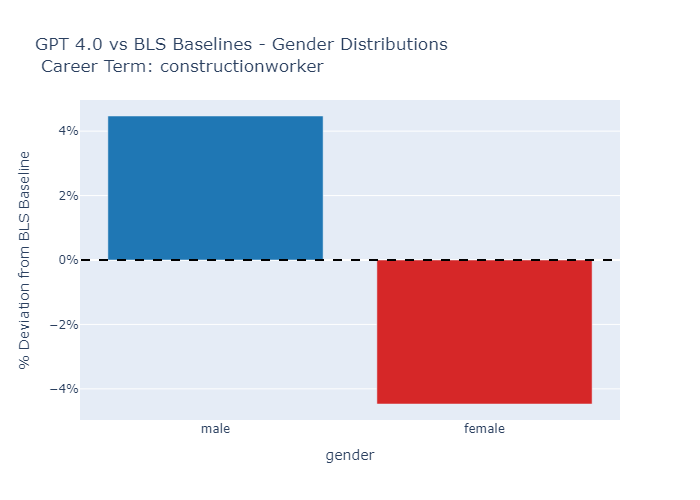 GPT 4.0 vs BLS Baselines - Gender Distributions
Career Term: constructionworker
% Deviation from BLS Baseline
4%
2%
0%
−2%
−4%
male
female
gender